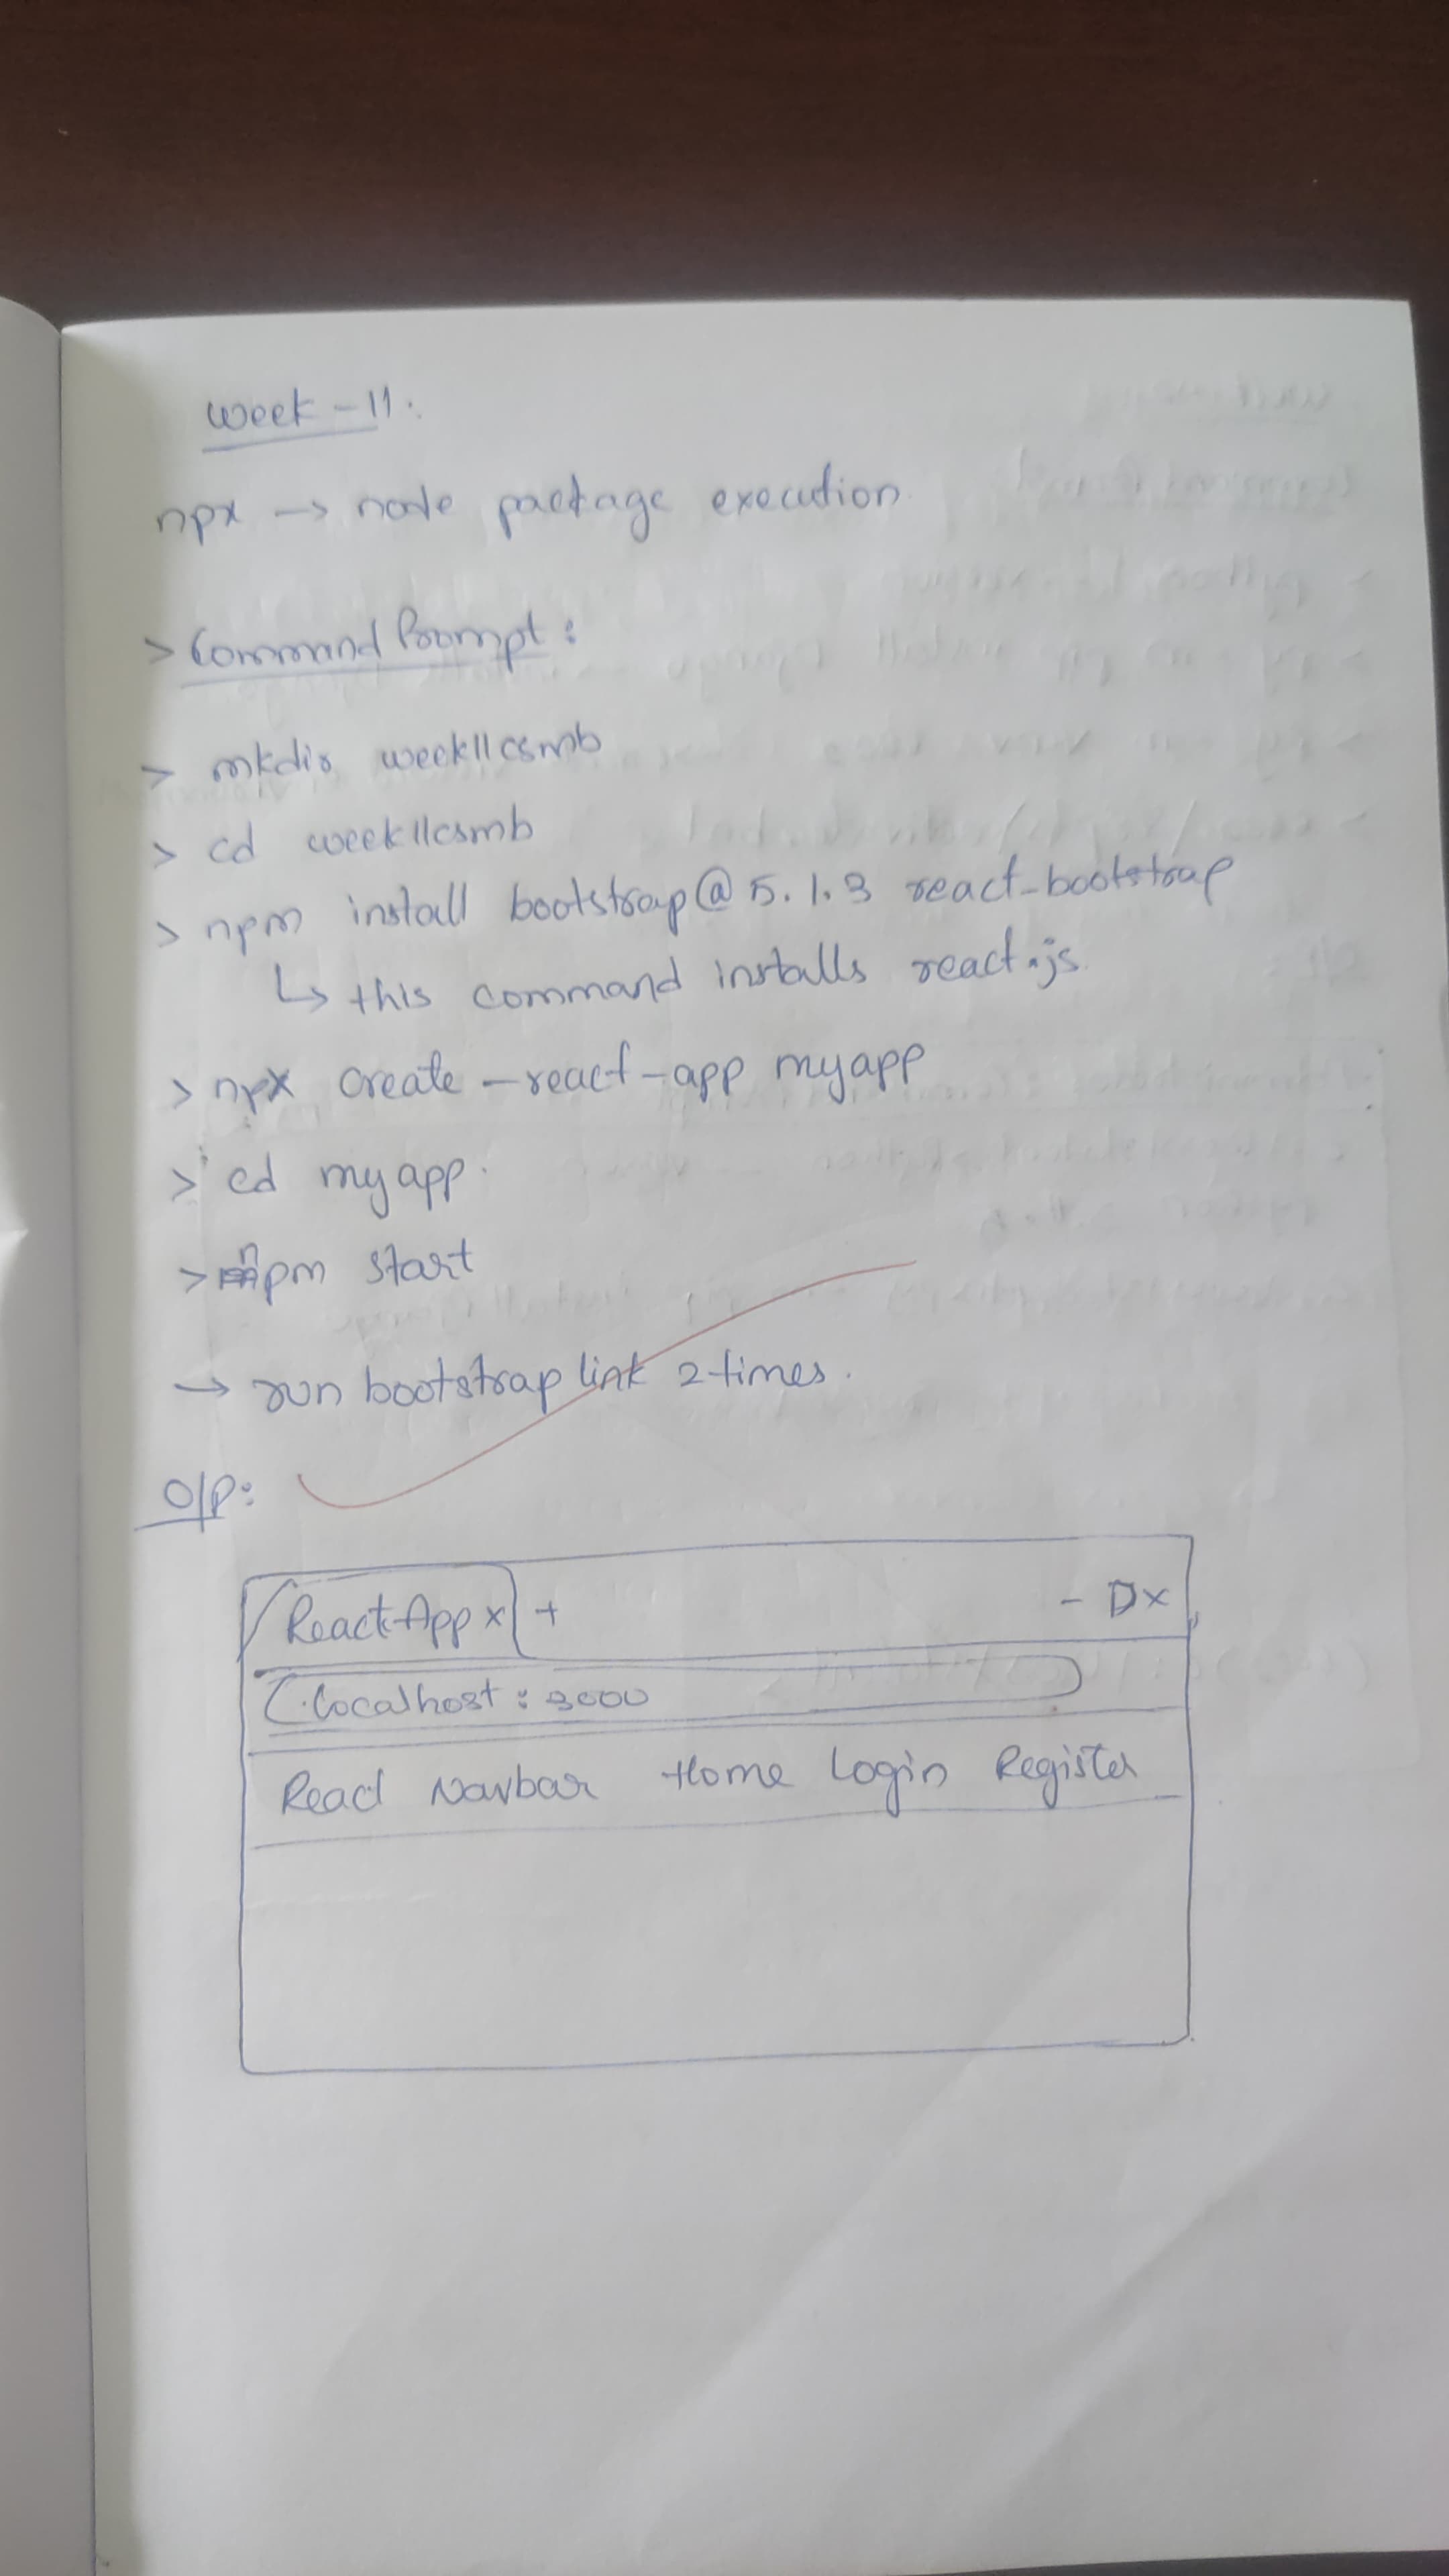 Week - 11:
npx → node package execution.
> Command Prompt :
> mkdir week11csmb
> cd week11csmb
> npm install bootstrap@5.1.3 react-bootstrap
↳ this command installs react.js.
> npx create-react-app myapp
> cd myapp.
> npm start
→ run bootstrap link 2 times.
O/P:
React App x + - D x
localhost : 3000
Read Navbar Home Login Register